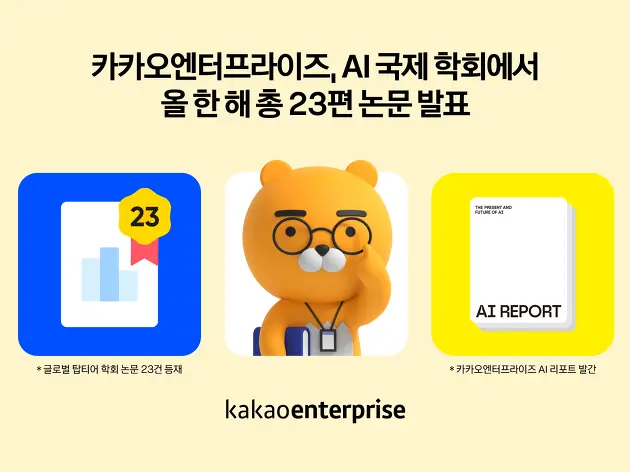 카카오엔터프라이즈, AI 국제 학회에서
올 한 해 총 23편 논문 발표
23
THE PRESENT AND
FUTURE OF AI
AI REPORT
* 글로벌 탑티어 학회 논문 23건 등재
* 카카오엔터프라이즈 AI 리포트 발간
kakaoenterprise